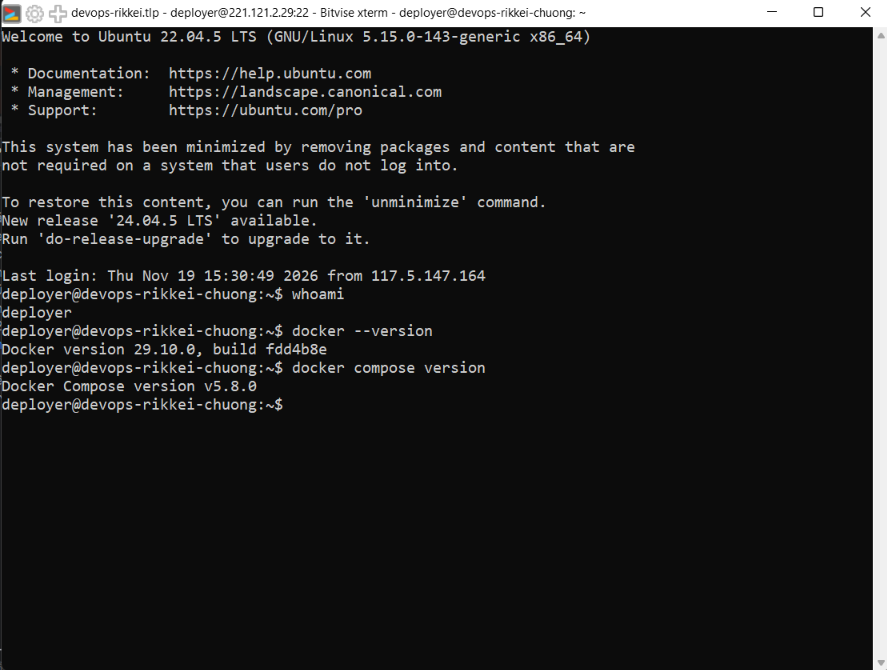 devops-rikkei.tlp - deployer@221.121.2.29:22 - Bitvise xterm - deployer@devops-rikkei-chuong: ~
Welcome to Ubuntu 22.04.5 LTS (GNU/Linux 5.15.0-143-generic x86_64)
* Documentation:  https://help.ubuntu.com
* Management:     https://landscape.canonical.com
* Support:        https://ubuntu.com/pro
This system has been minimized by removing packages and content that are
not required on a system that users do not log into.
To restore this content, you can run the 'unminimize' command.
New release '24.04.5 LTS' available.
Run 'do-release-upgrade' to upgrade to it.
Last login: Thu Nov 19 15:30:49 2026 from 117.5.147.164
deployer@devops-rikkei-chuong:~$ whoami
deployer
deployer@devops-rikkei-chuong:~$ docker --version
Docker version 29.10.0, build fdd4b8e
deployer@devops-rikkei-chuong:~$ docker compose version
Docker Compose version v5.8.0
deployer@devops-rikkei-chuong:~$